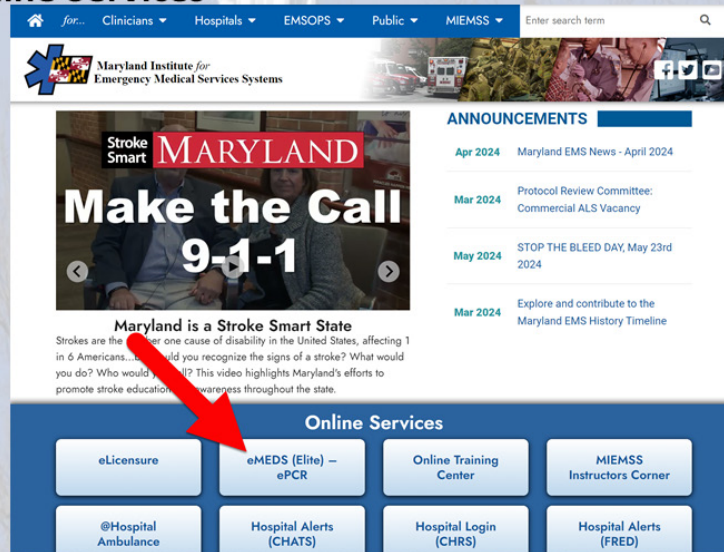 for... Clinicians Hospitals EMSOPS Public MIEMSS Enter search term
Maryland Institute for
Emergency Medical Services Systems
Stroke
Smart MARYLAND
Make the Call
9-1-1
Maryland is a Stroke Smart State
Strokes are the one cause of disability in the United States, affecting 1
in 6 Americans... you recognize the signs of a stroke? What would
you do? Who would This video highlights Maryland's efforts to
promote stroke education throughout the state.
ANNOUNCEMENTS
Apr 2024 Maryland EMS News - April 2024
Mar 2024 Protocol Review Committee:
Commercial ALS Vacancy
May 2024 STOP THE BLEED DAY, May 23rd
2024
Mar 2024 Explore and contribute to the
Maryland EMS History Timeline
Online Services
eLicensure
eMEDS (Elite) –
ePCR
Online Training
Center
MIEMSS
Instructors Corner
@Hospital
Ambulance
Hospital Alerts
(CHATS)
Hospital Login
(CHRS)
Hospital Alerts
(FRED)